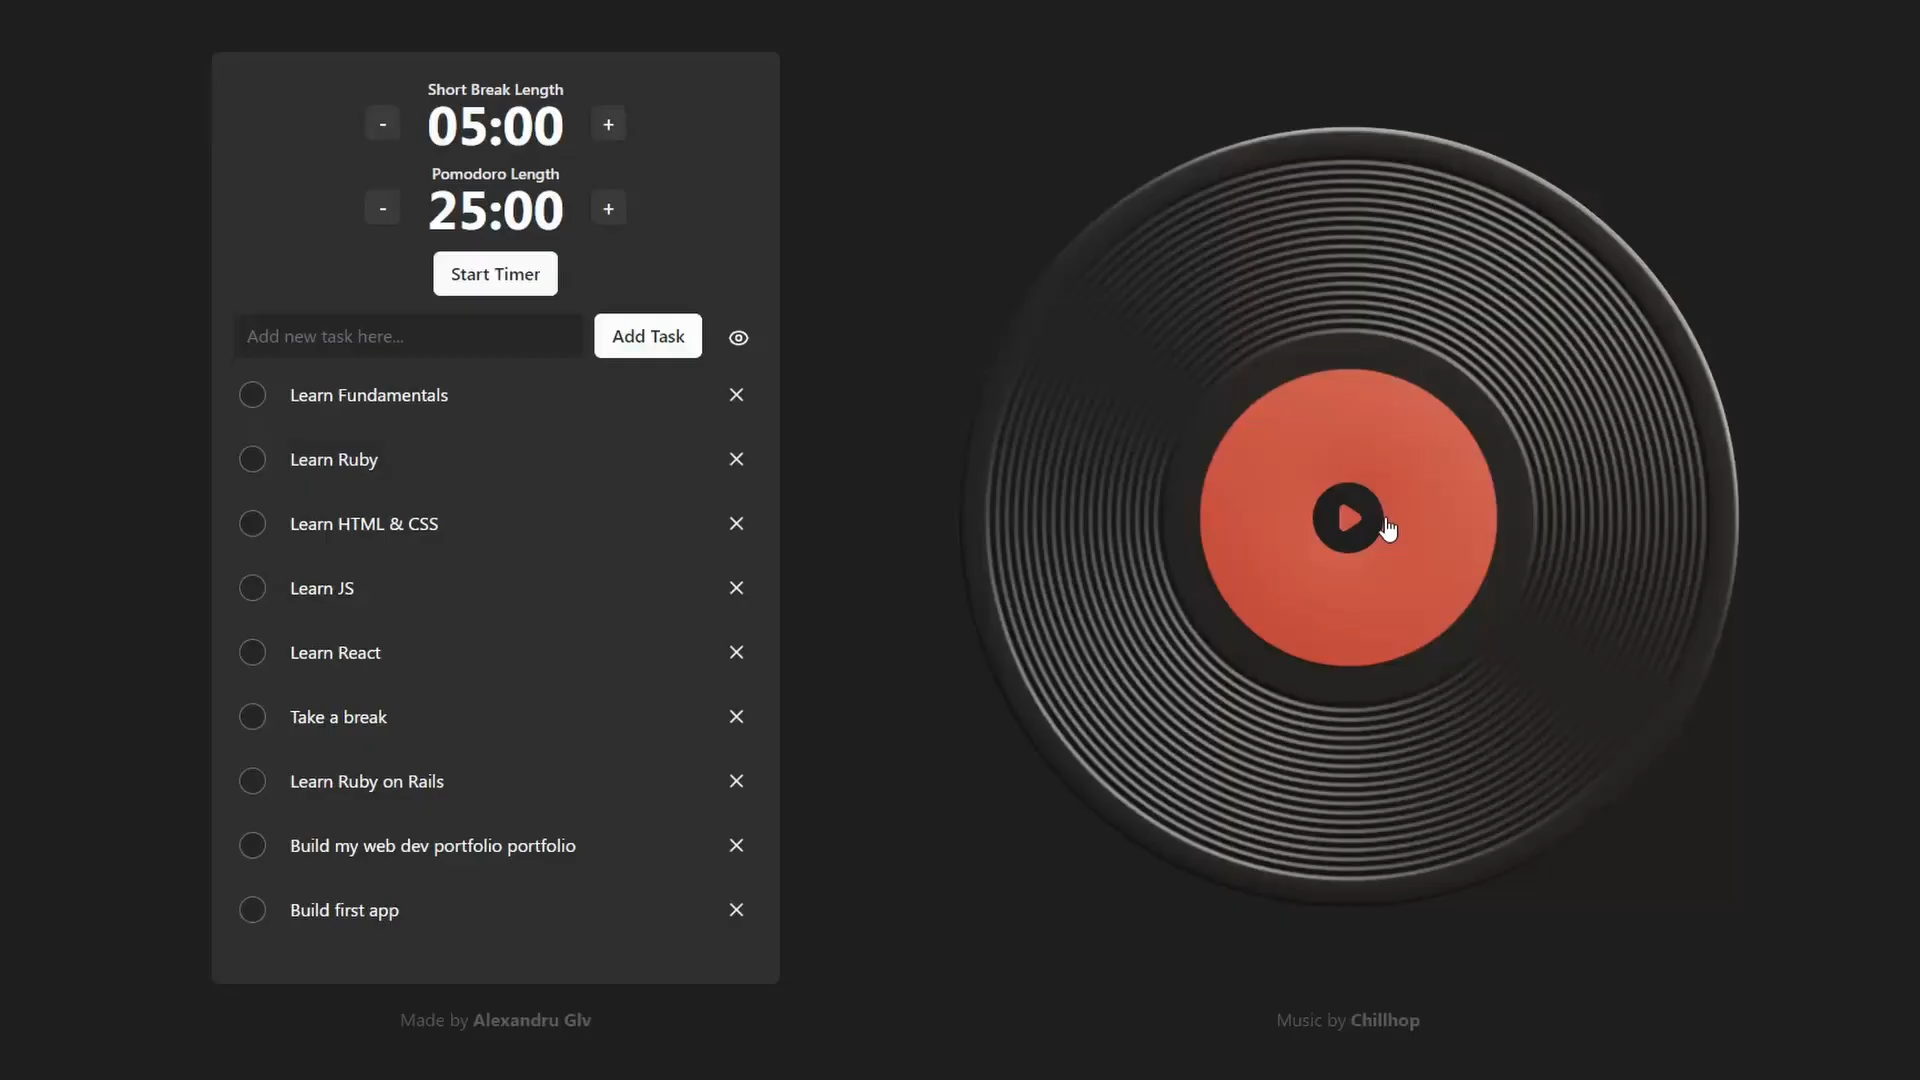 Short Break Length
- 05:00 +
Pomodoro Length
- 25:00 +
Start Timer
Add new task here...
Add Task
Learn Fundamentals
Learn Ruby
Learn HTML & CSS
Learn JS
Learn React
Take a break
Learn Ruby on Rails
Build my web dev portfolio portfolio
Build first app
Made by Alexandru Glv
Music by Chillhop